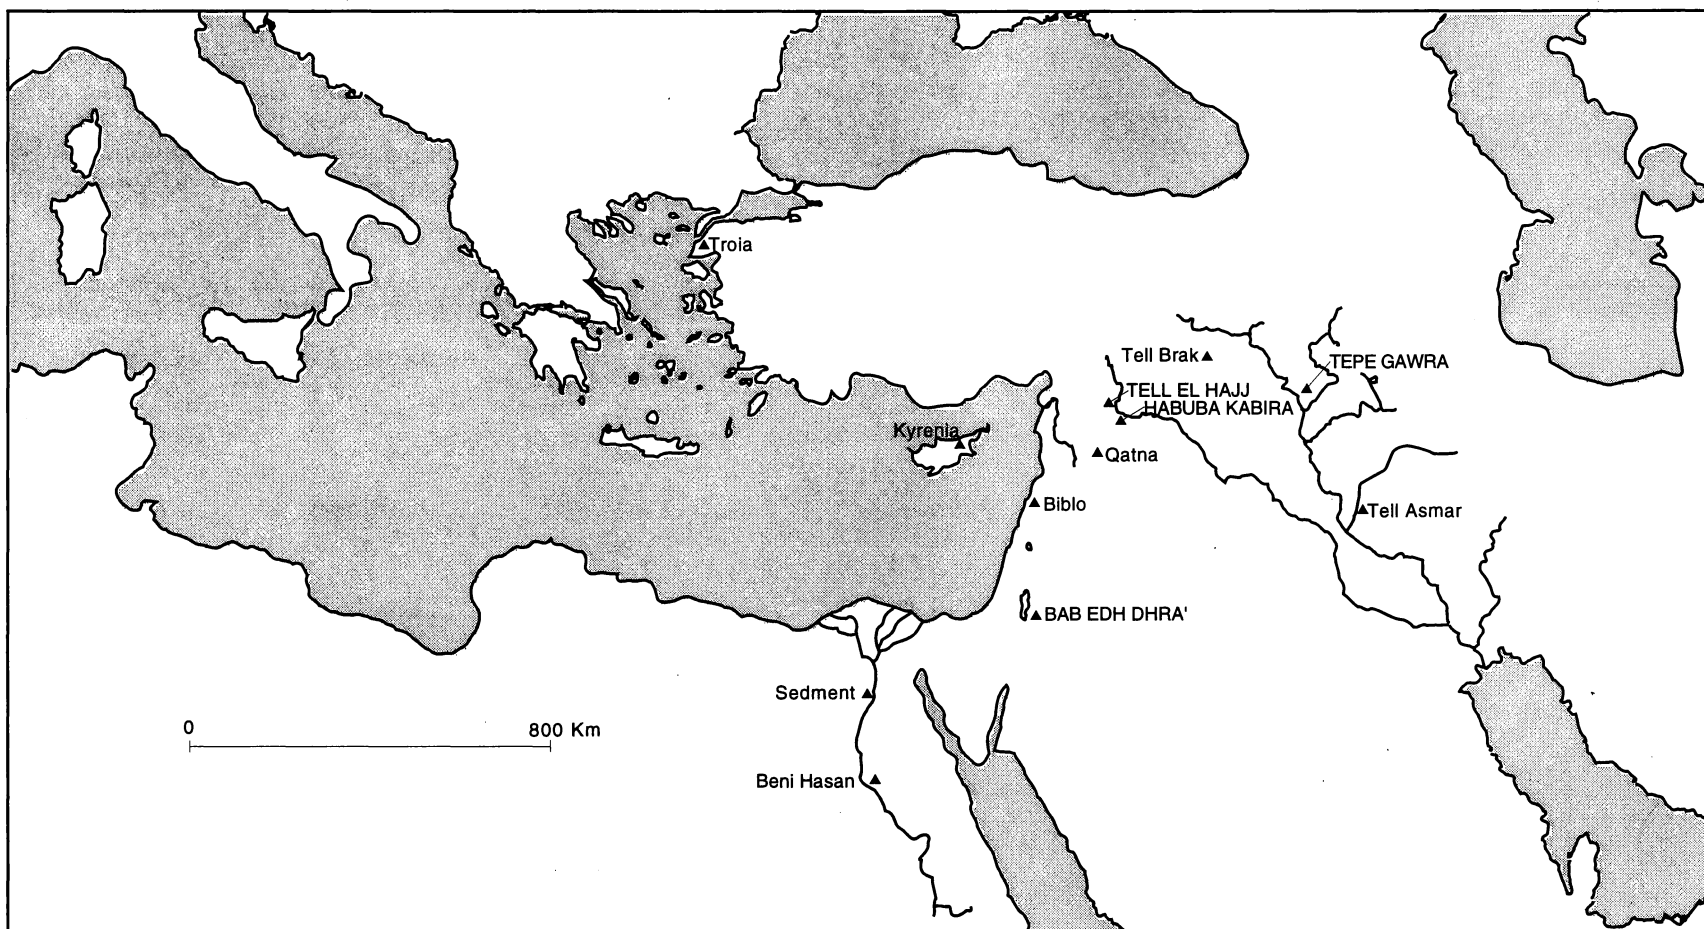 Troia
Tell Brak
TEPE GAWRA
TELL EL HAJJ
HABUBA KABIRA
Kyrenia
Qatna
Biblo
Tell Asmar
BAB EDH DHRA'
Sedment
0 800 Km
Beni Hasan